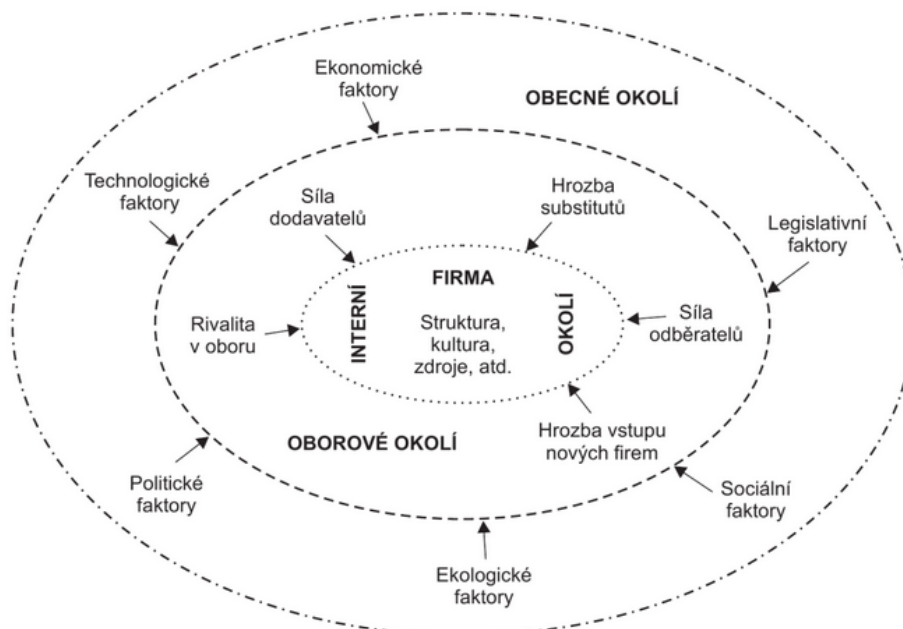 Ekonomické
faktory
OBECNÉ OKOLÍ
Technologické
faktory
Síla
dodavatelů
Hrozba
substitutů
Legislativní
faktory
FIRMA
INTERNÍ
OKOLÍ
Struktura,
kultura,
zdroje, atd.
Rivalita
v oboru
Síla
odběratelů
OBOROVÉ OKOLÍ
Hrozba vstupu
nových firem
Politické
faktory
Sociální
faktory
Ekologické
faktory